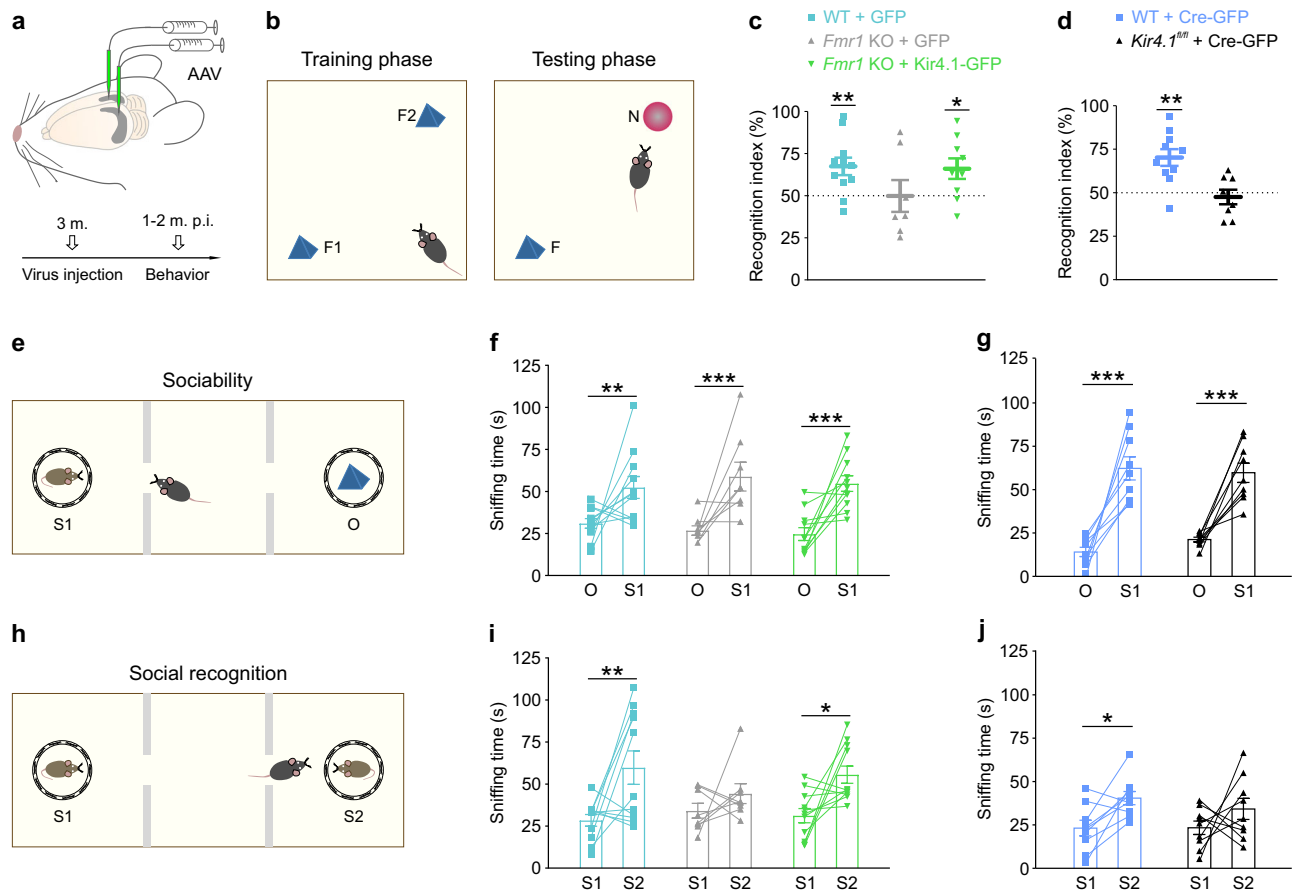 a
AAV
3 m.
1-2 m. p.i.
Virus injection
Behavior
b
Training phase
Testing phase
F2
F1
N
F
c
WT + GFP
Fmr1 KO + GFP
Fmr1 KO + Kir4.1-GFP
Recognition index (%)
100
75
50
25
0
**
*
d
WT + Cre-GFP
Kir4.1fl/fl + Cre-GFP
Recognition index (%)
100
75
50
25
0
**
e
Sociability
S1
O
f
Sniffing time (s)
125
100
75
50
25
0
**
***
***
O S1 O S1 O S1
g
Sniffing time (s)
125
100
75
50
25
0
***
***
O S1 O S1
h
Social recognition
S1
S2
i
Sniffing time (s)
125
100
75
50
25
0
**
*
S1 S2 S1 S2 S1 S2
j
Sniffing time (s)
125
100
75
50
25
0
*
S1 S2 S1 S2